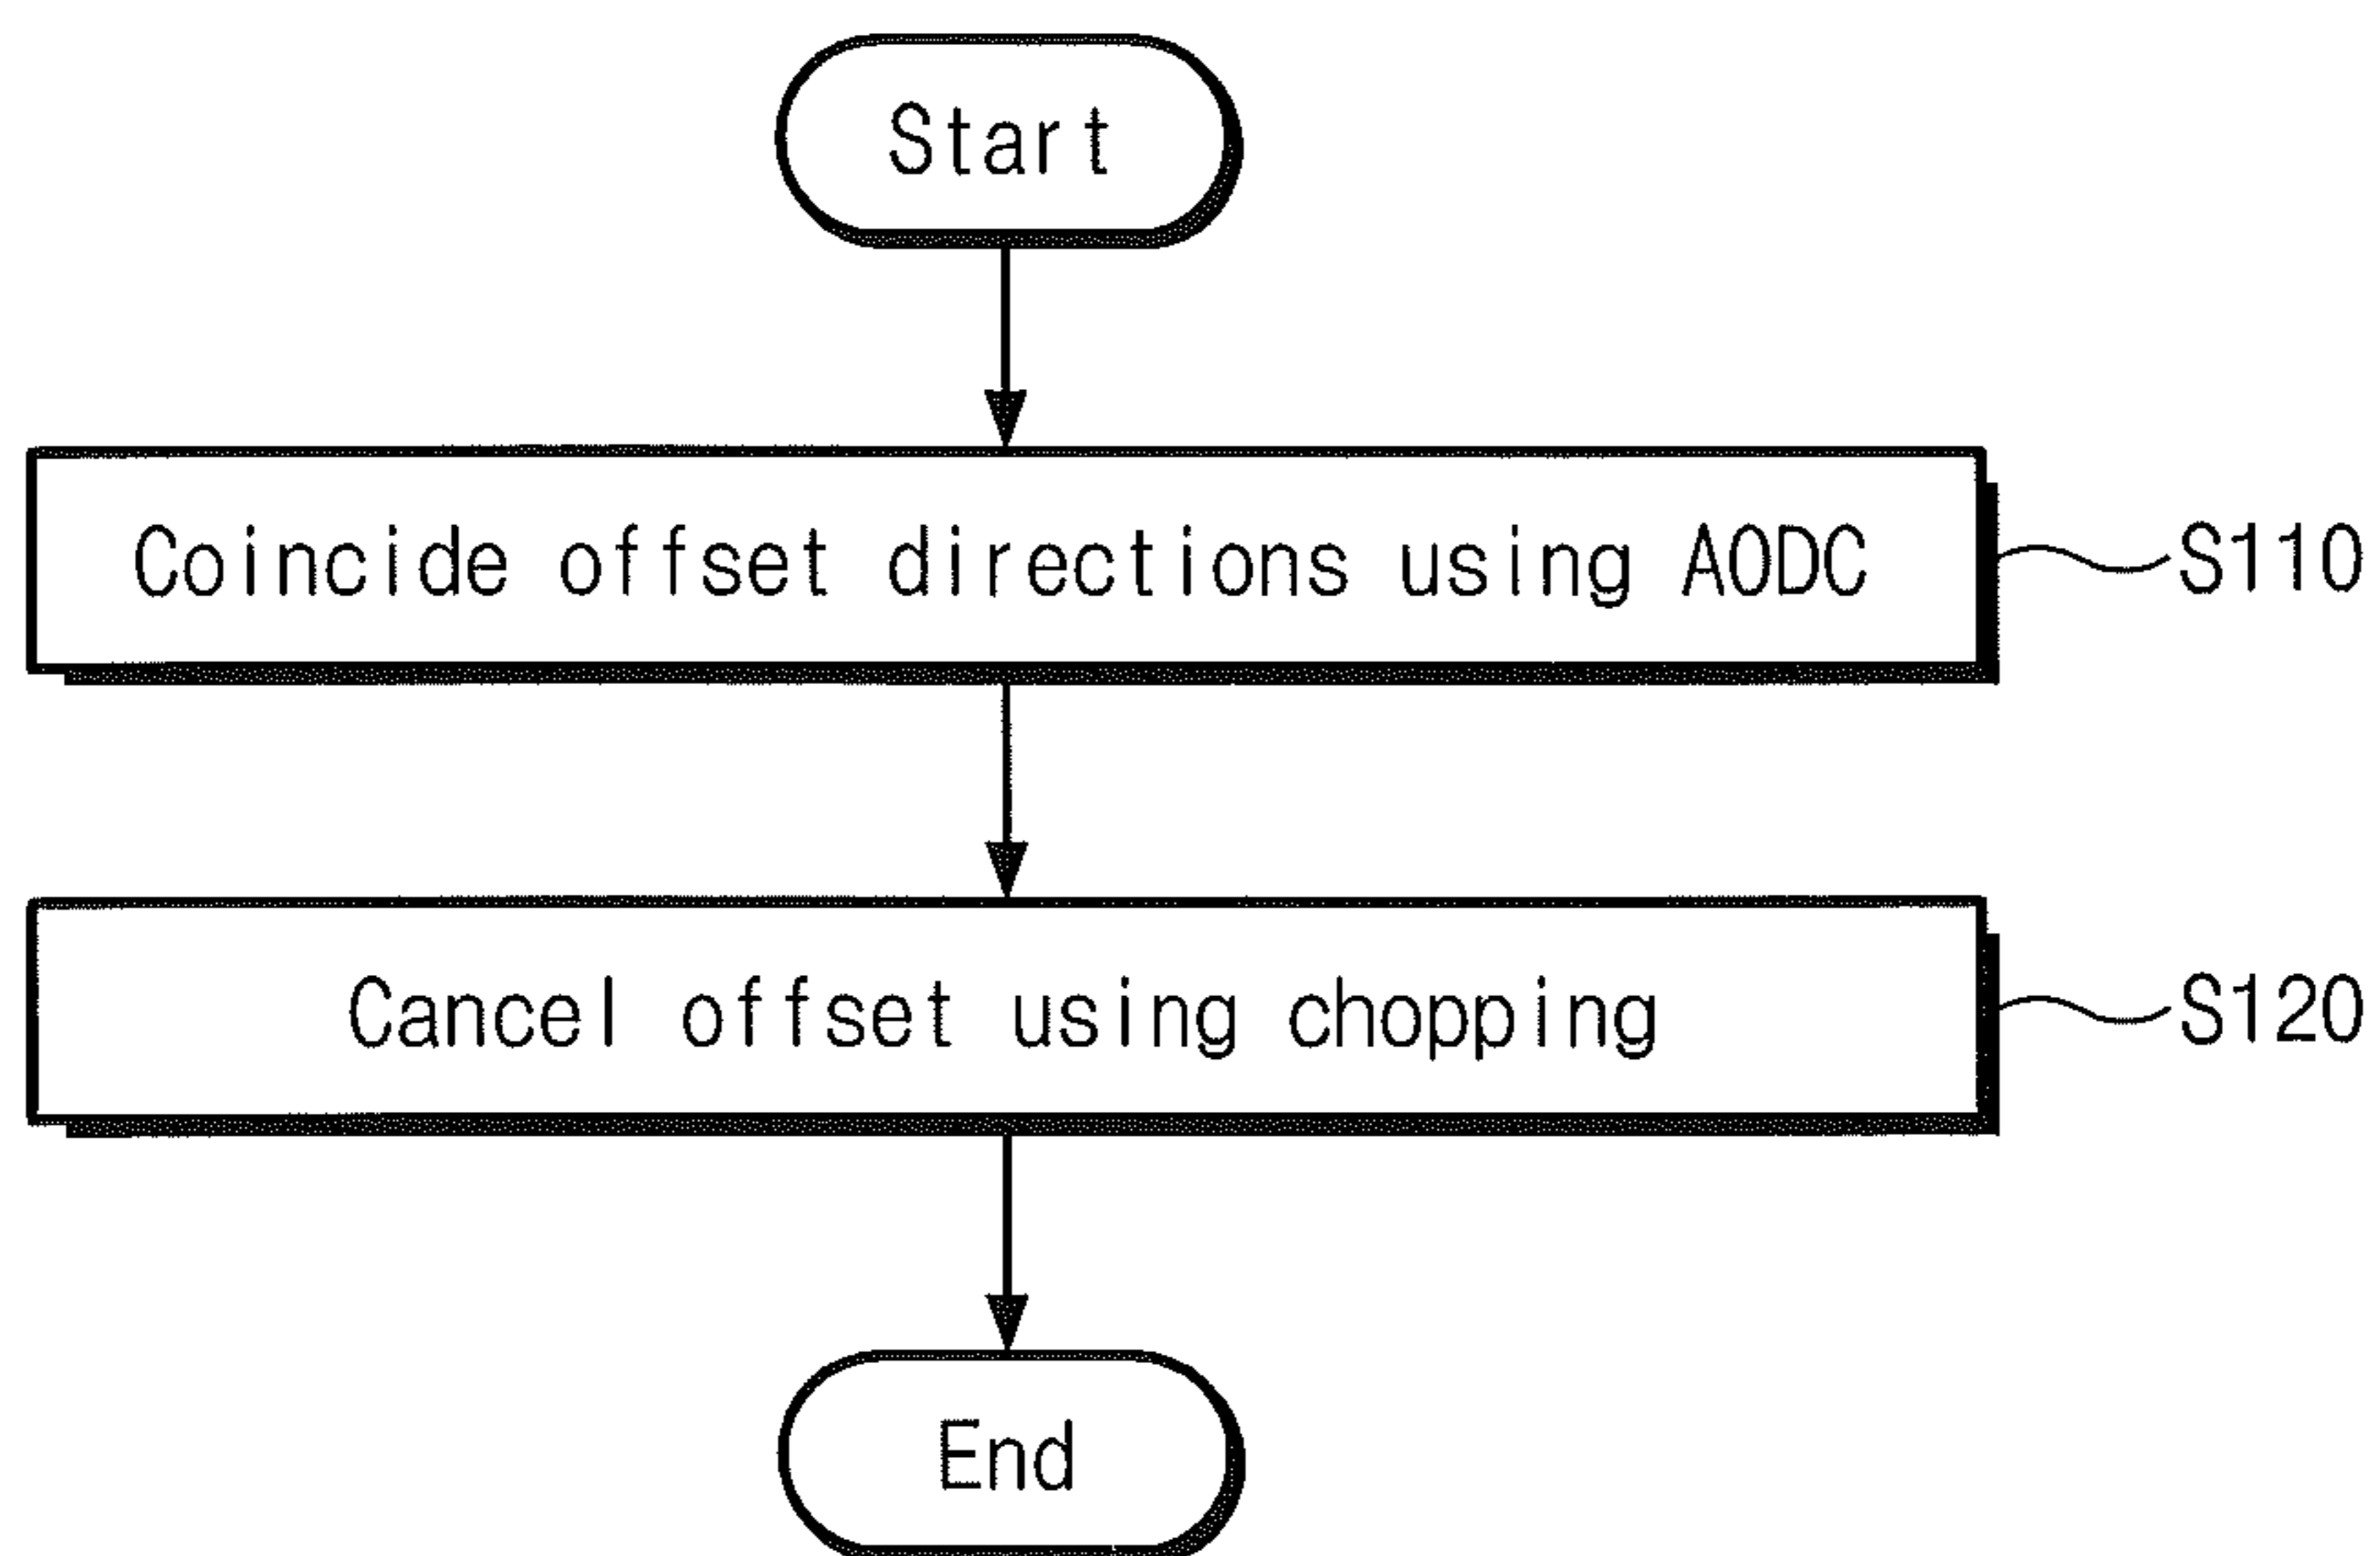 Start
Coincide offset directions using AODC
S110
Cancel offset using chopping
S120
End